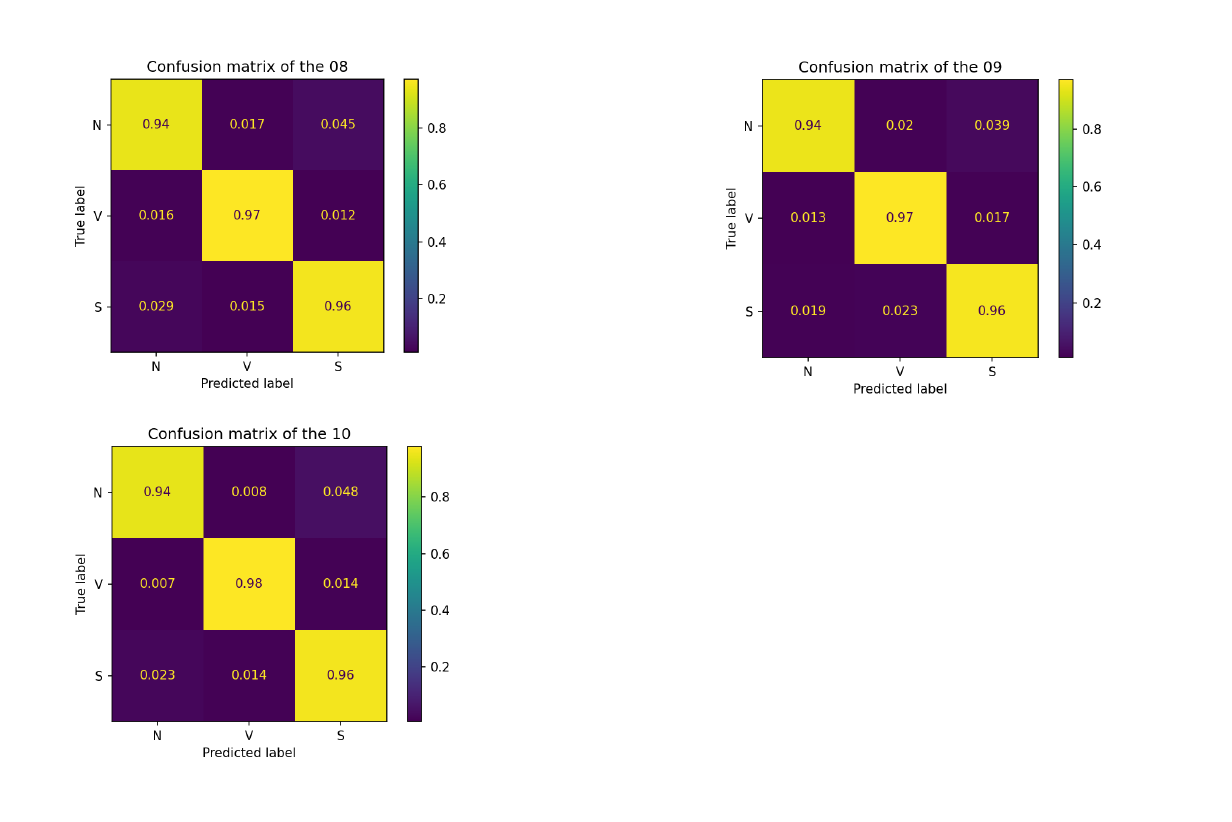 Confusion matrix of the 08
N 0.94 0.017 0.045
V 0.016 0.97 0.012
S 0.029 0.015 0.96
N V S
True label
Predicted label
0.8
0.6
0.4
0.2
Confusion matrix of the 09
N 0.94 0.02 0.039
V 0.013 0.97 0.017
S 0.019 0.023 0.96
N V S
True label
Predicted label
0.8
0.6
0.4
0.2
Confusion matrix of the 10
N 0.94 0.008 0.048
V 0.007 0.98 0.014
S 0.023 0.014 0.96
N V S
True label
Predicted label
0.8
0.6
0.4
0.2